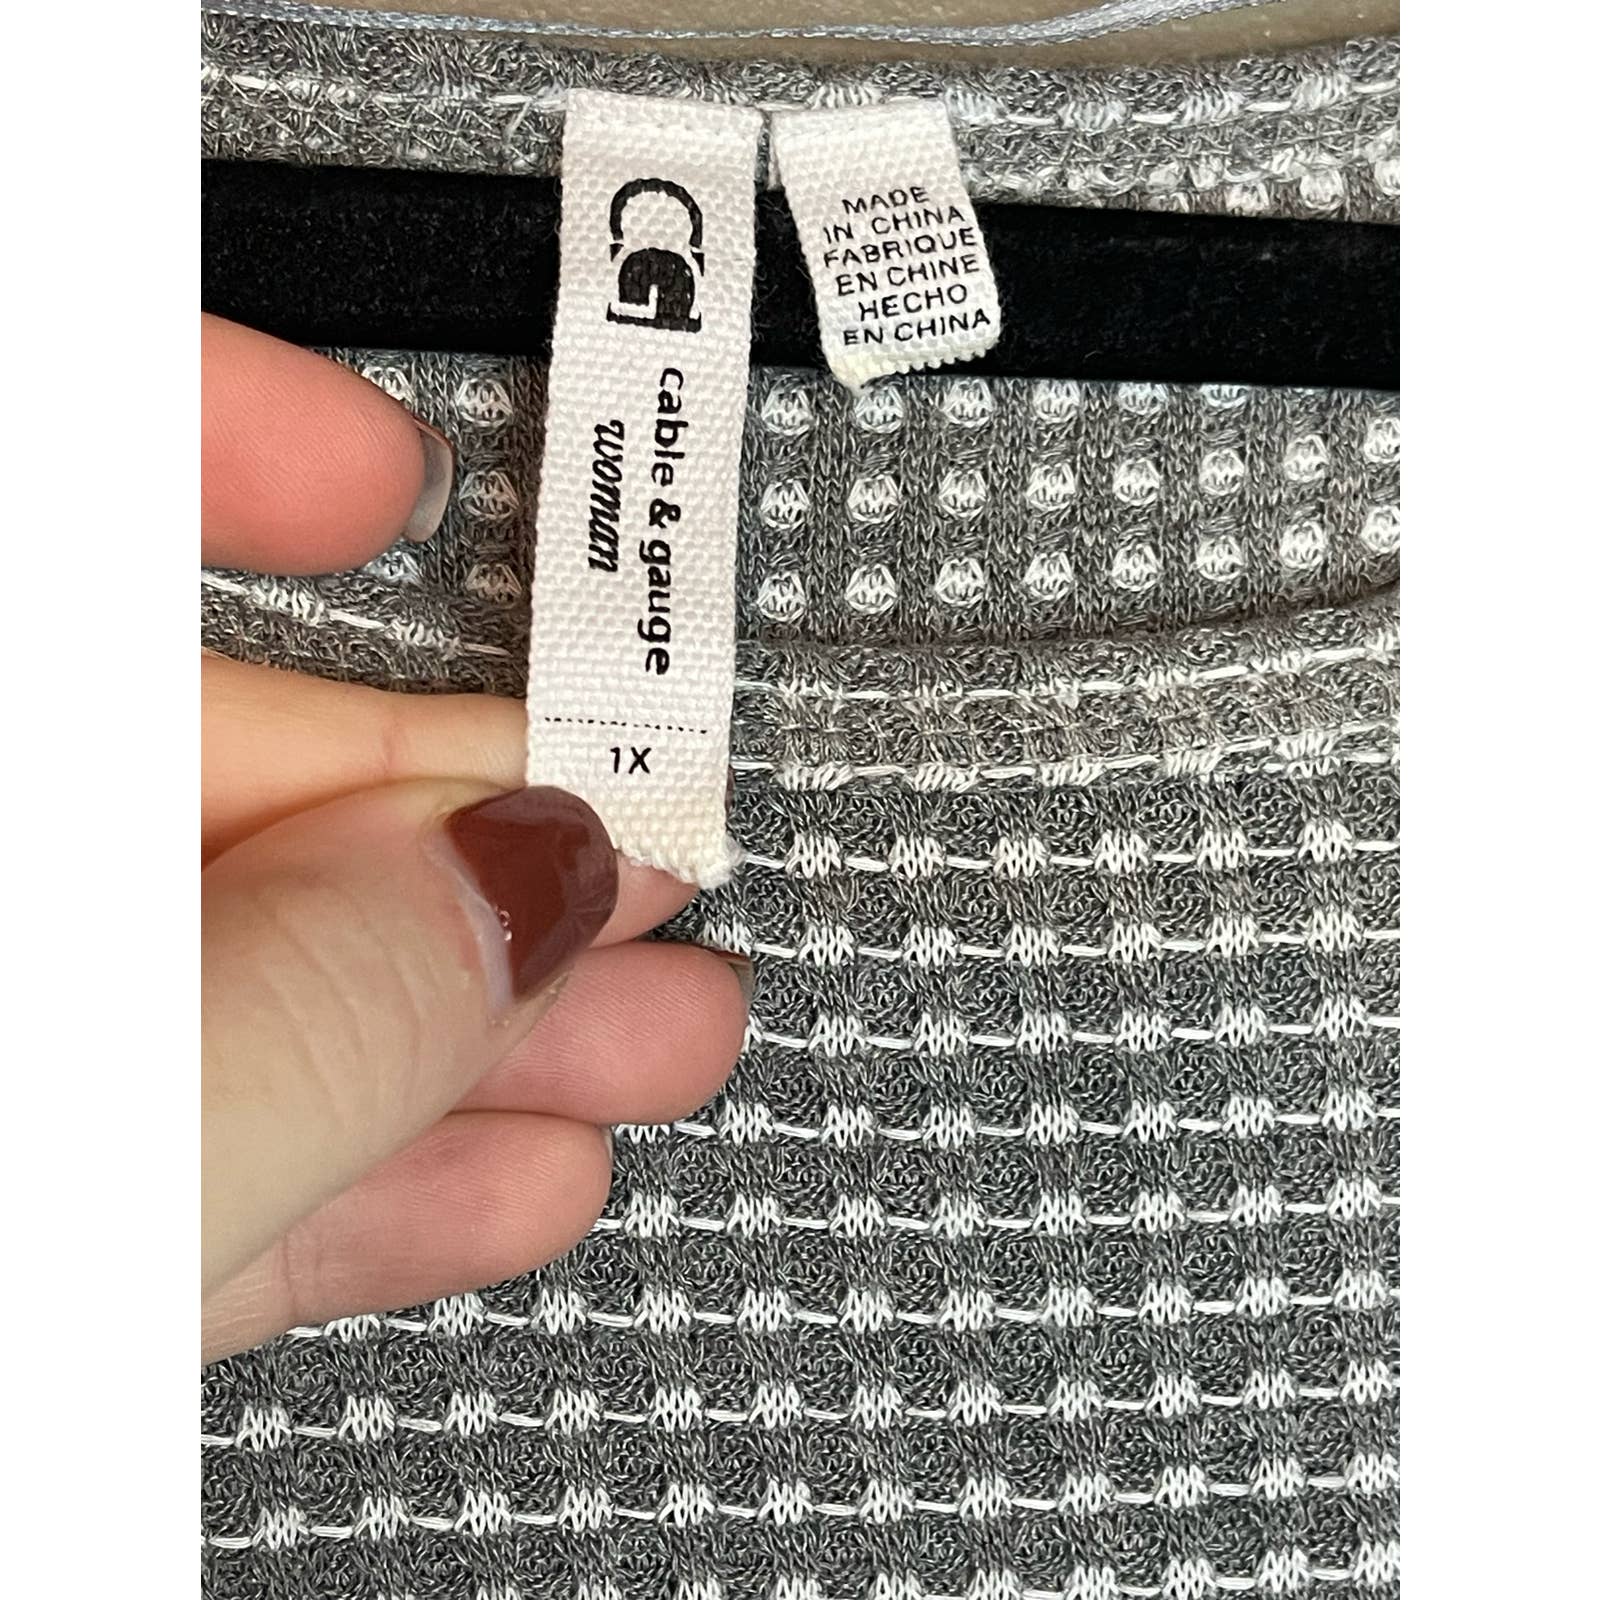 CG
cable & gauge
woman
1X
MADE
IN CHINA
FABRIQUE
EN CHINE
HECHO
EN CHINA